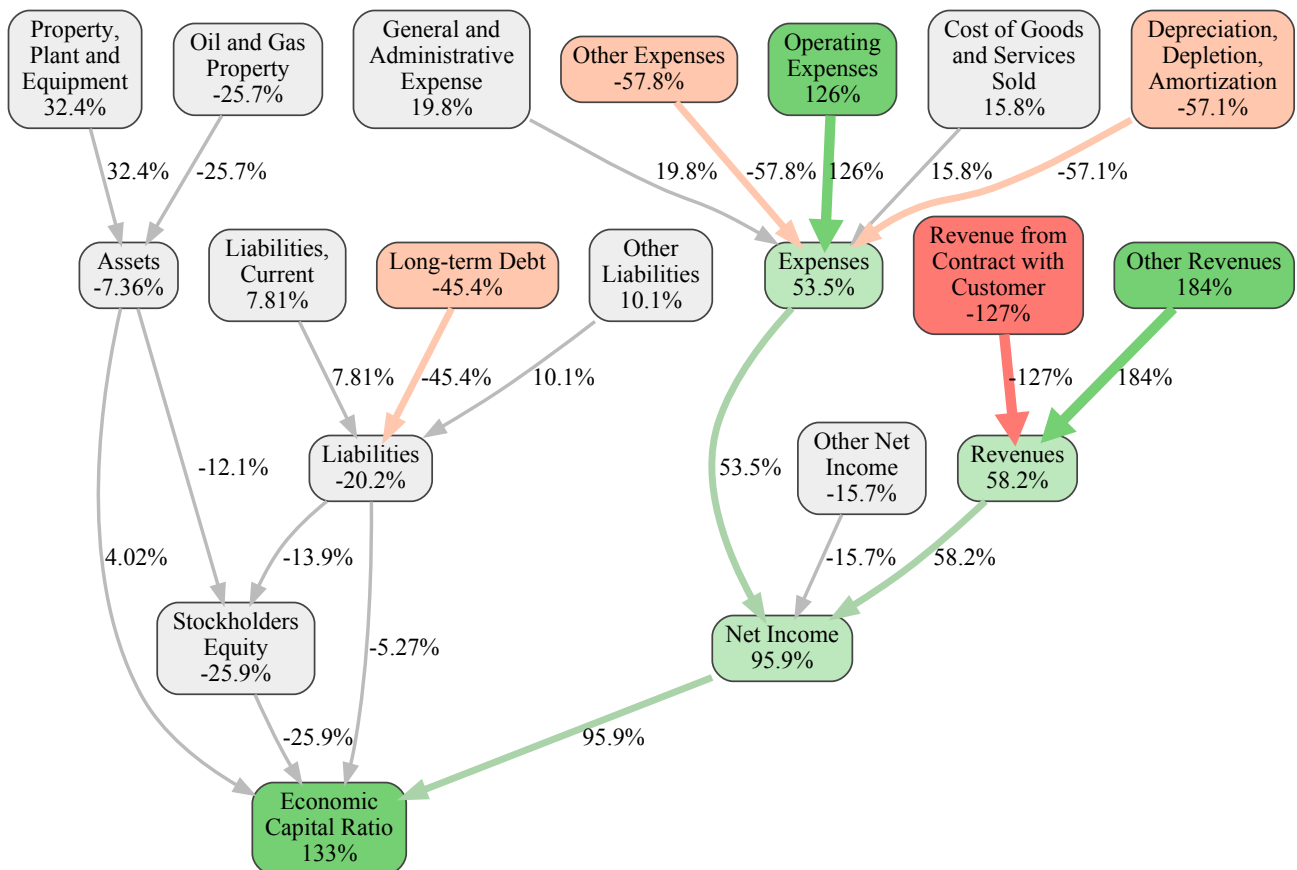 Property,
Plant and
Equipment
32.4%
Oil and Gas
Property
-25.7%
General and
Administrative
Expense
19.8%
Other Expenses
-57.8%
Operating
Expenses
126%
Cost of Goods
and Services
Sold
15.8%
Depreciation,
Depletion,
Amortization
-57.1%
32.4%
-25.7%
19.8%
-57.8%
126%
15.8%
-57.1%
Assets
-7.36%
Liabilities,
Current
7.81%
Long-term Debt
-45.4%
Other
Liabilities
10.1%
Expenses
53.5%
Revenue from
Contract with
Customer
-127%
Other Revenues
184%
7.81%
-45.4%
10.1%
-127%
184%
-12.1%
Liabilities
-20.2%
53.5%
Other Net
Income
-15.7%
Revenues
58.2%
4.02%
-13.9%
-15.7%
58.2%
Stockholders
Equity
-25.9%
-5.27%
Net Income
95.9%
-25.9%
95.9%
Economic
Capital Ratio
133%